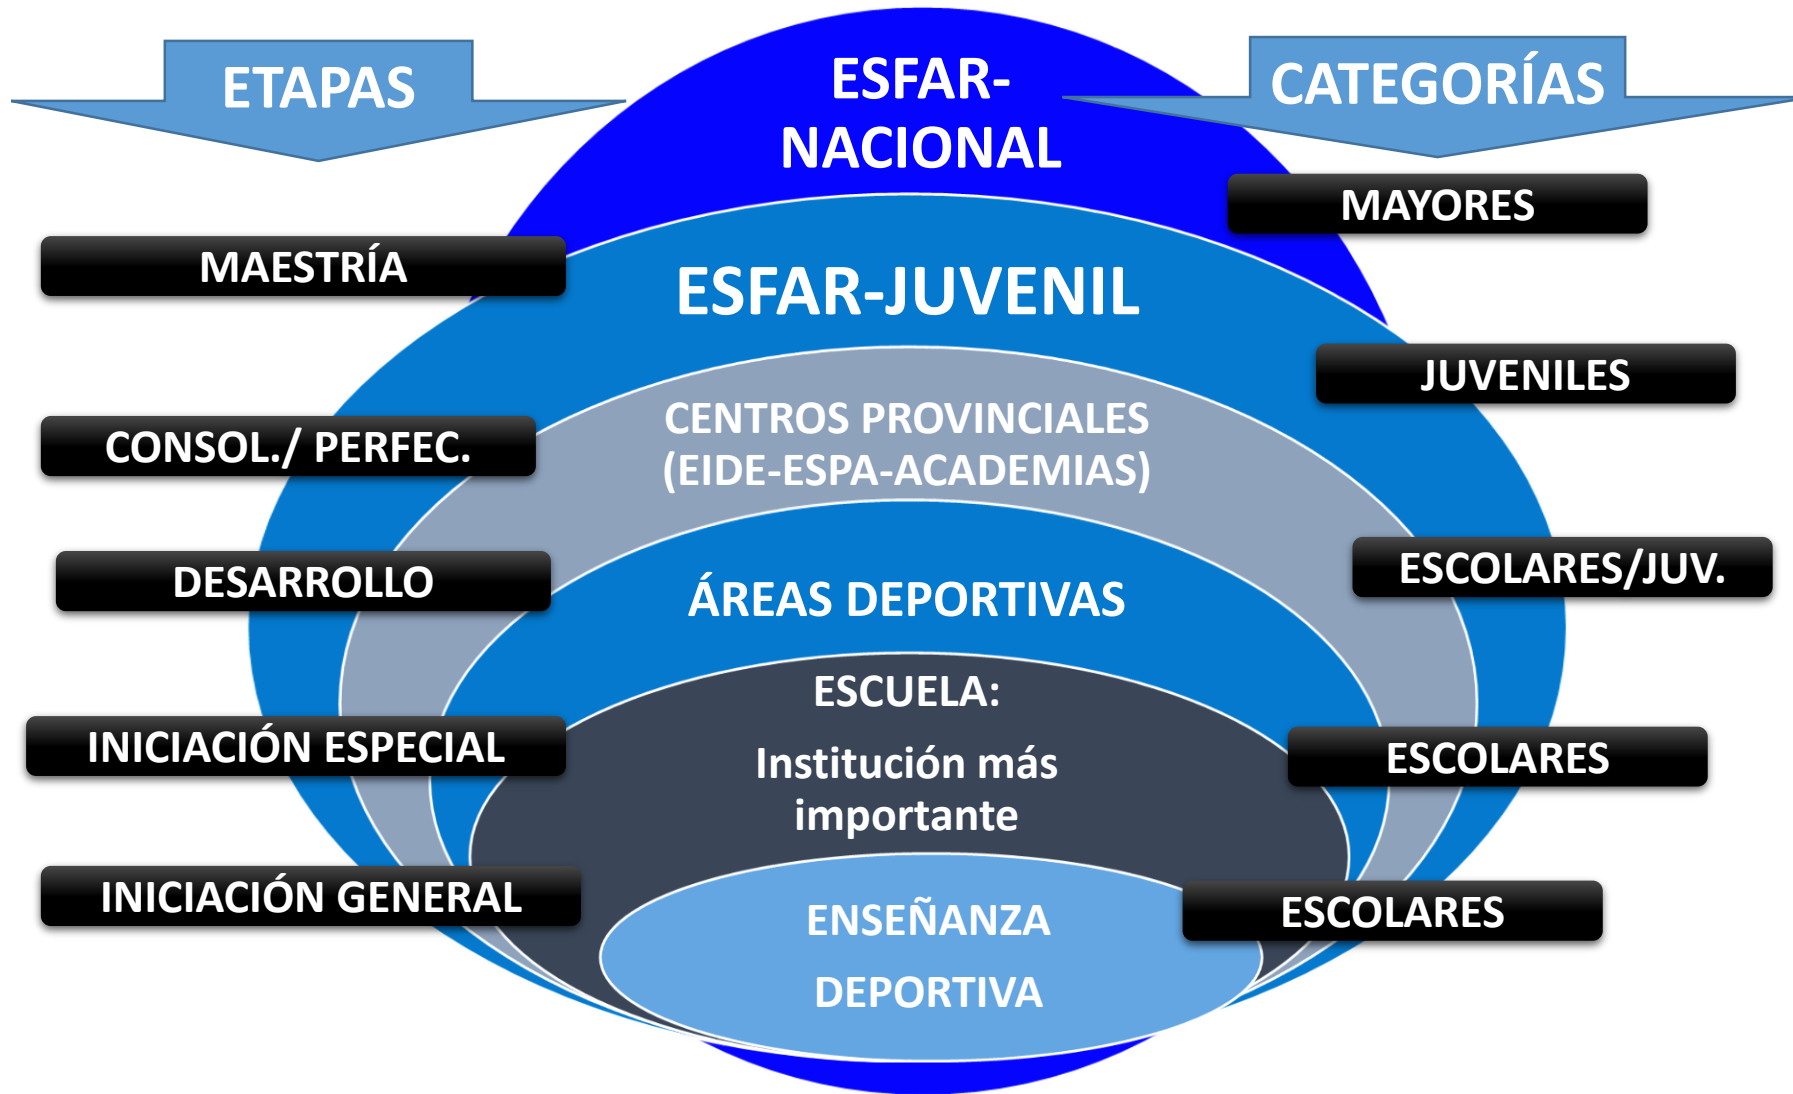 ETAPAS
ESFAR-
NACIONAL
CATEGORÍAS
MAYORES
MAESTRÍA
ESFAR-JUVENIL
JUVENILES
CENTROS PROVINCIALES
(EIDE-ESPA-ACADEMIAS)
CONSOL./ PERFEC.
ESCOLARES/JUV.
DESARROLLO
ÁREAS DEPORTIVAS
ESCUELA:
Institución más
importante
INICIACIÓN ESPECIAL
ESCOLARES
INICIACIÓN GENERAL
ENSEÑANZA
DEPORTIVA
ESCOLARES